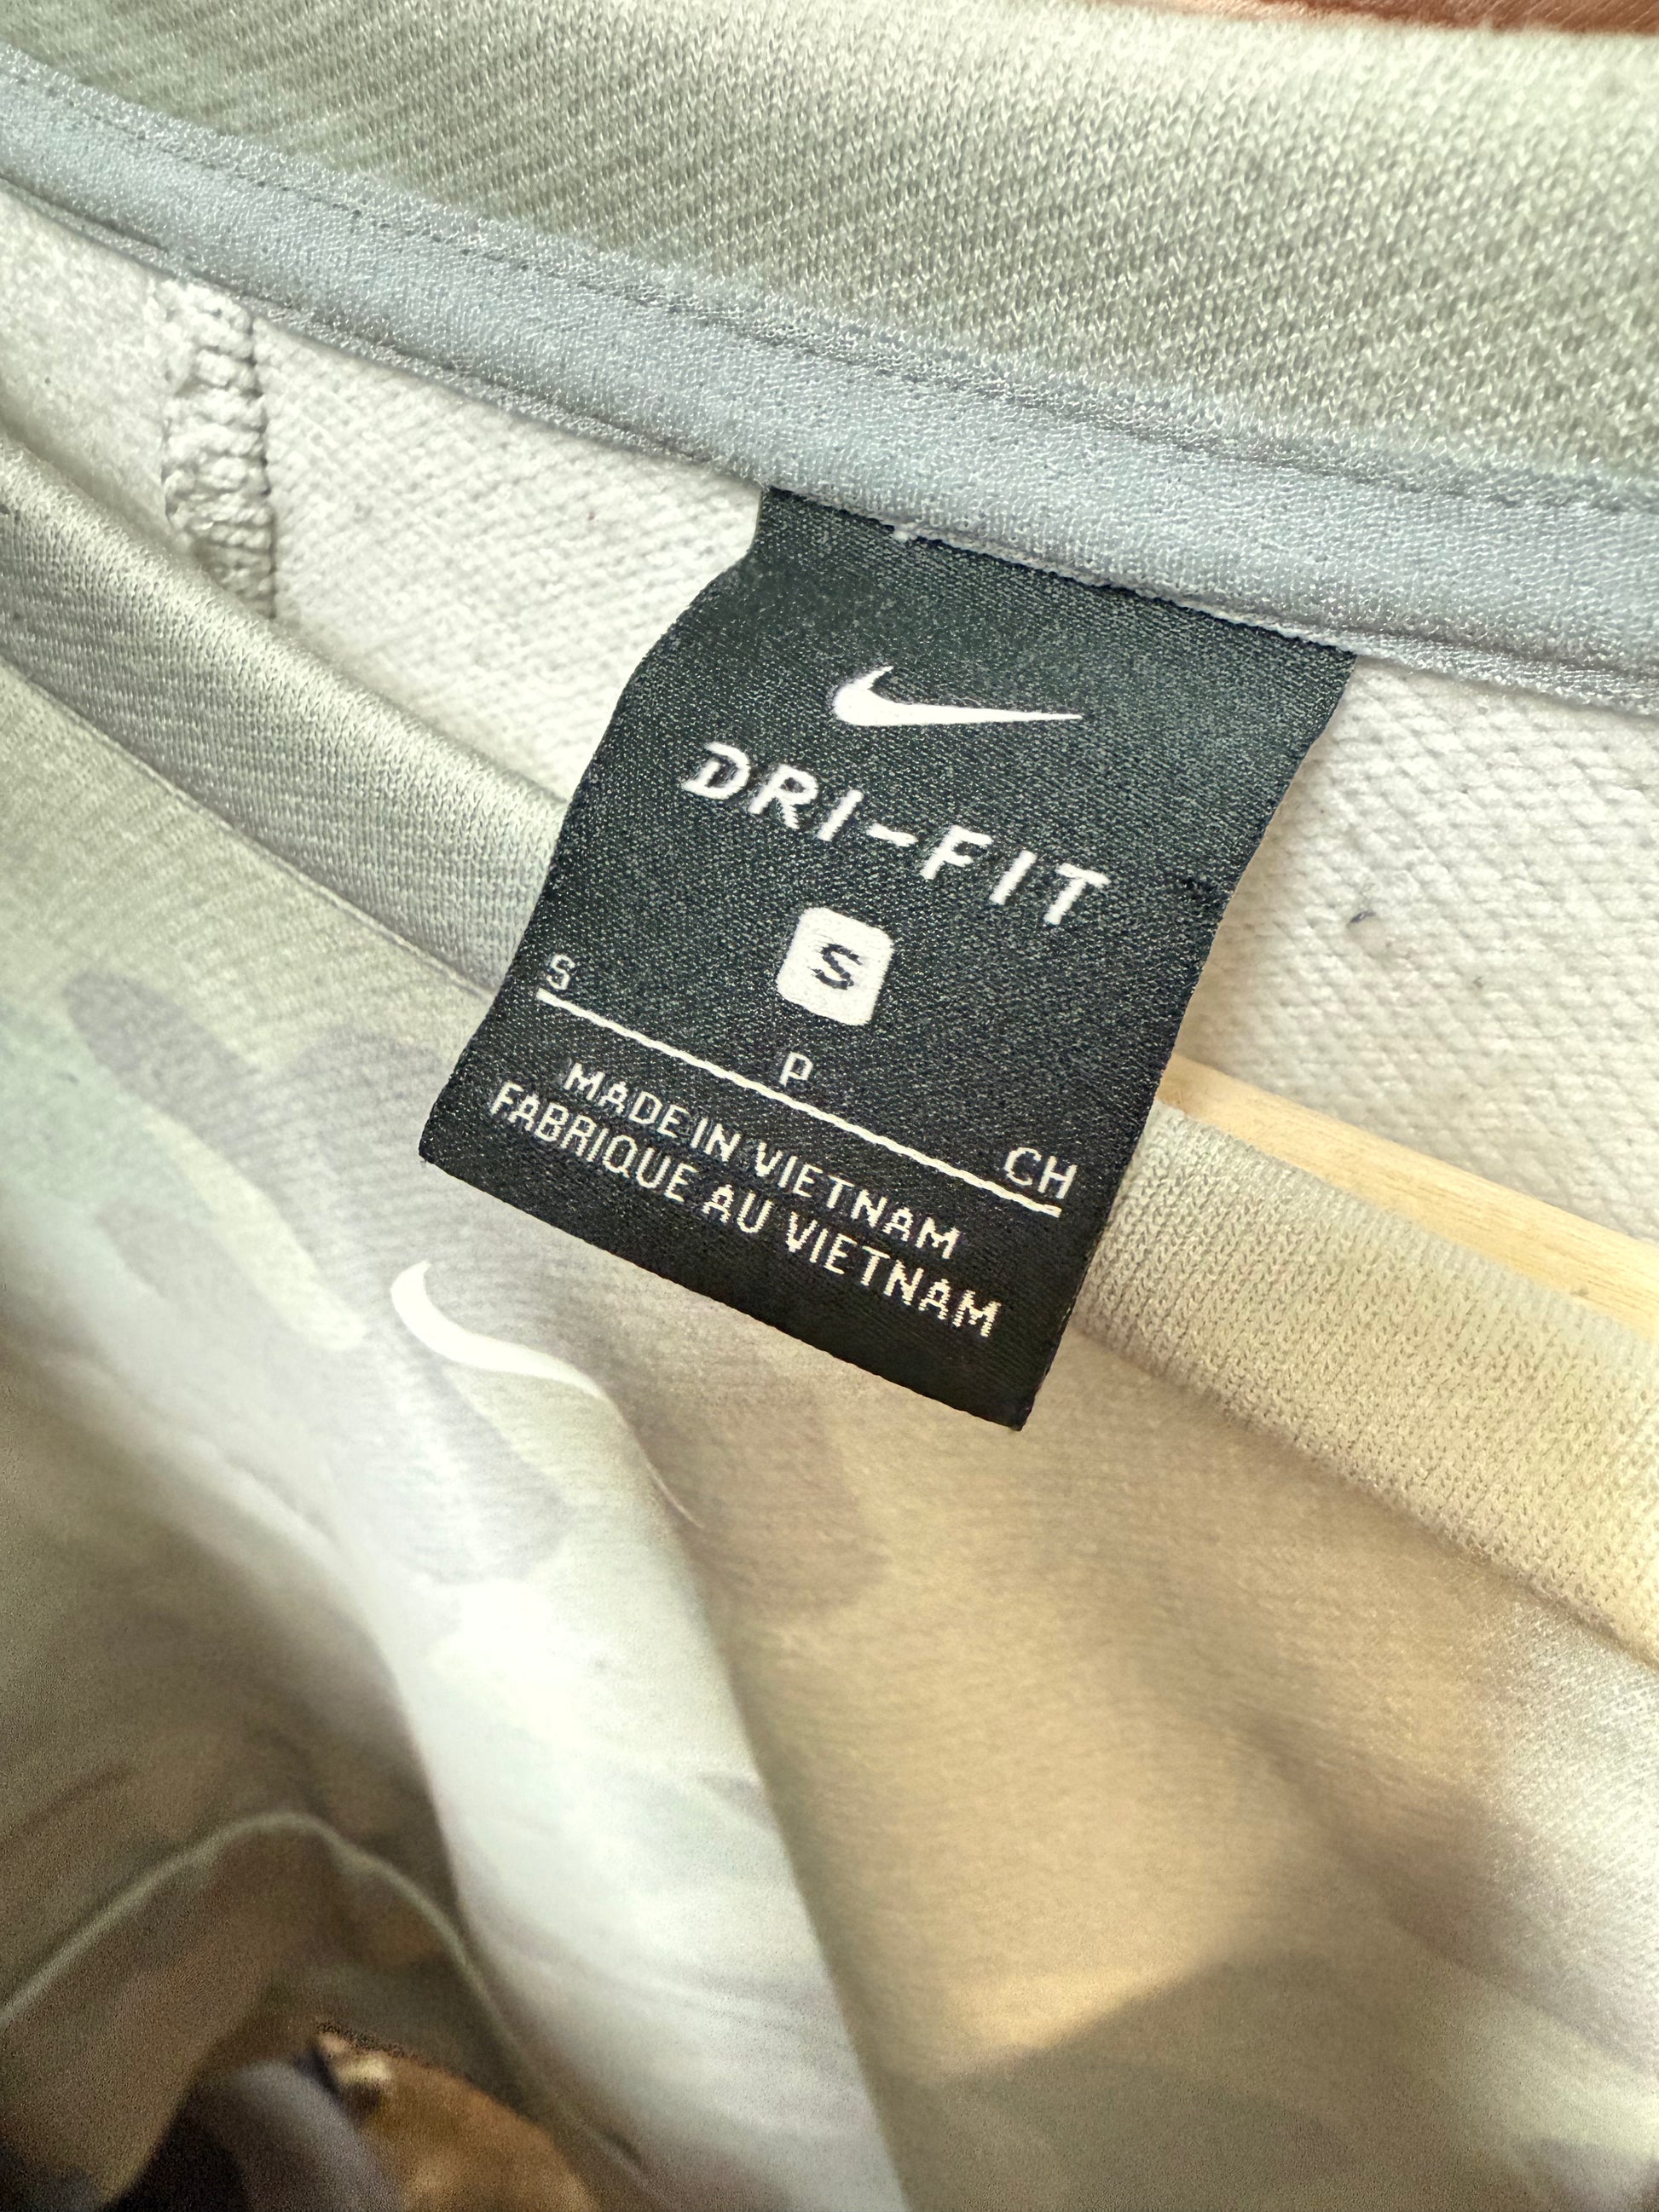 DRI-FIT
S
S P CH
MADE IN VIETNAM
FABRIQUE AU VIETNAM